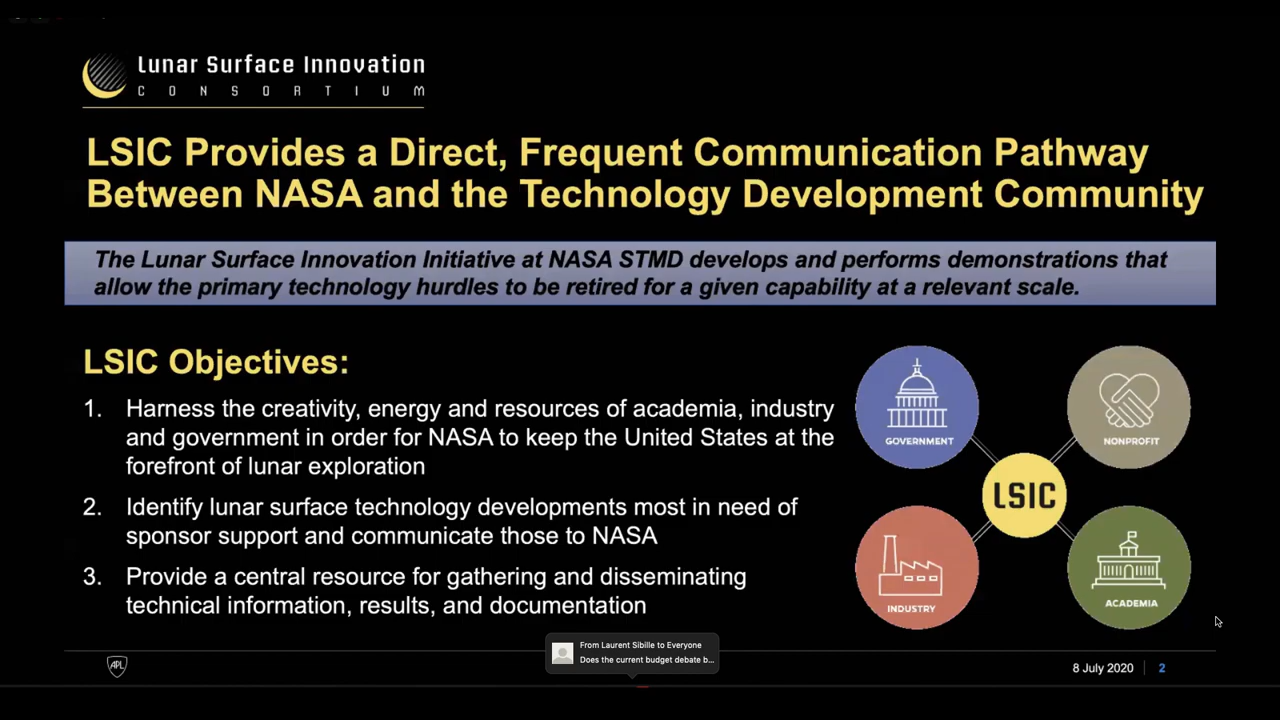 Lunar Surface Innovation
CONSORTIUM
LSIC Provides a Direct, Frequent Communication Pathway
Between NASA and the Technology Development Community
The Lunar Surface Innovation Initiative at NASA STMD develops and performs demonstrations that
allow the primary technology hurdles to be retired for a given capability at a relevant scale.
LSIC Objectives:
1. Harness the creativity, energy and resources of academia, industry
and government in order for NASA to keep the United States at the
forefront of lunar exploration
2. Identify lunar surface technology developments most in need of
sponsor support and communicate those to NASA
3. Provide a central resource for gathering and disseminating
technical information, results, and documentation
GOVERNMENT
NONPROFIT
LSIC
INDUSTRY
ACADEMIA
From Laurent Sibille to Everyone
Does the current budget debate b...
APL
8 July 2020 2